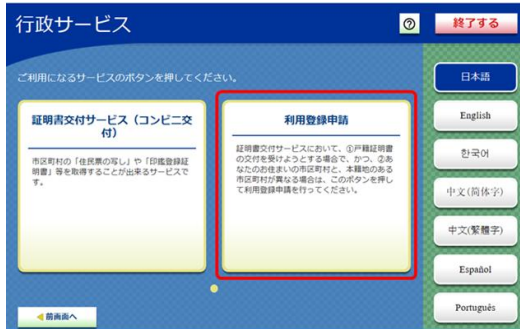 行政サービス
?
終了する
ご利用になるサービスのボタンを押してください。
証明書交付サービス（コンビニ交
付）
市区町村の「住民票の写し」や「印鑑登録証
明書」等を取得することが出来るサービスで
す。
利用登録申請
証明書交付サービスにおいて、①戸籍証明書
の交付を受けようとする場合で、かつ、②あ
なたのお住まいの市区町村と、本籍地のある
市区町村が異なる場合は、このボタンを押し
て利用登録申請を行ってください。
前画面へ
日本語
English
한국어
中文(简体字)
中文(繁體字)
Español
Português